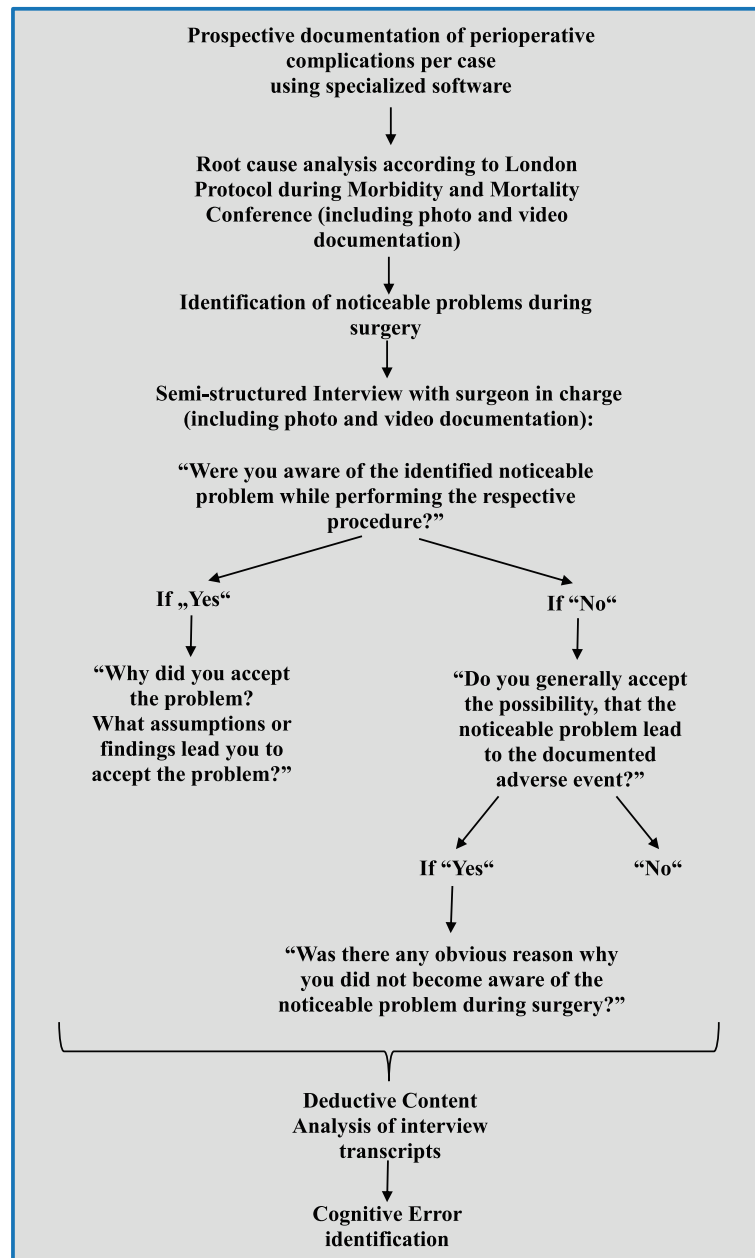 Prospective documentation of perioperative
complications per case
using specialized software
Root cause analysis according to London
Protocol during Morbidity and Mortality
Conference (including photo and video
documentation)
Identification of noticeable problems during
surgery
Semi-structured Interview with surgeon in charge
(including photo and video documentation):
“Were you aware of the identified noticeable
problem while performing the respective
procedure?”
If „Yes“
“Why did you accept
the problem?
What assumptions or
findings lead you to
accept the problem?”
If “No“
“Do you generally accept
the possibility, that the
noticeable problem lead
to the documented
adverse event?”
If “Yes“
“No“
“Was there any obvious reason why
you did not become aware of the
noticeable problem during surgery?”
Deductive Content
Analysis of interview
transcripts
Cognitive Error
identification